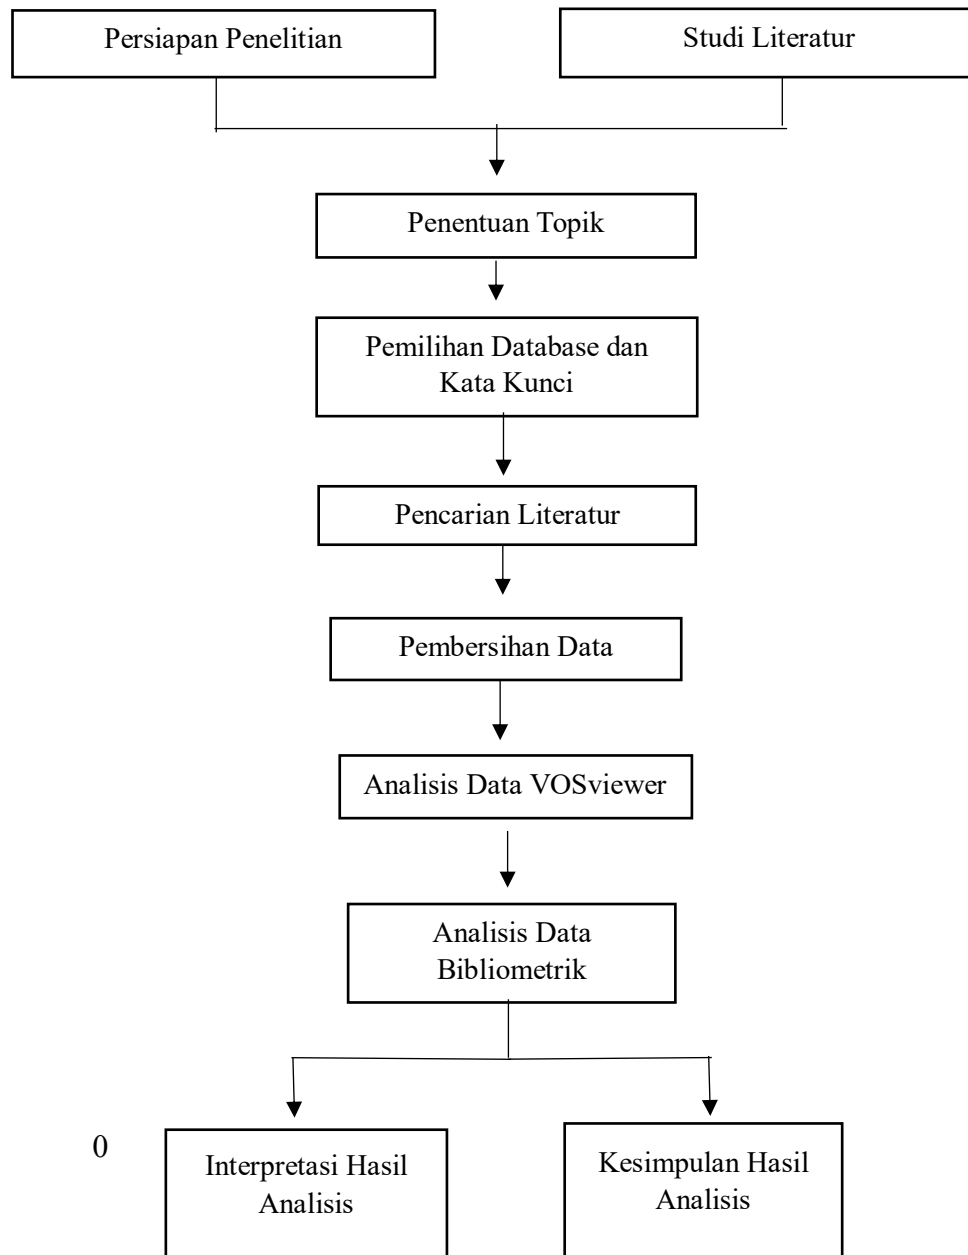 Persiapan Penelitian
Studi Literatur
Penentuan Topik
Pemilihan Database dan
Kata Kunci
Pencarian Literatur
Pembersihan Data
Analisis Data VOSviewer
Analisis Data
Bibliometrik
0
Interpretasi Hasil
Analisis
Kesimpulan Hasil
Analisis